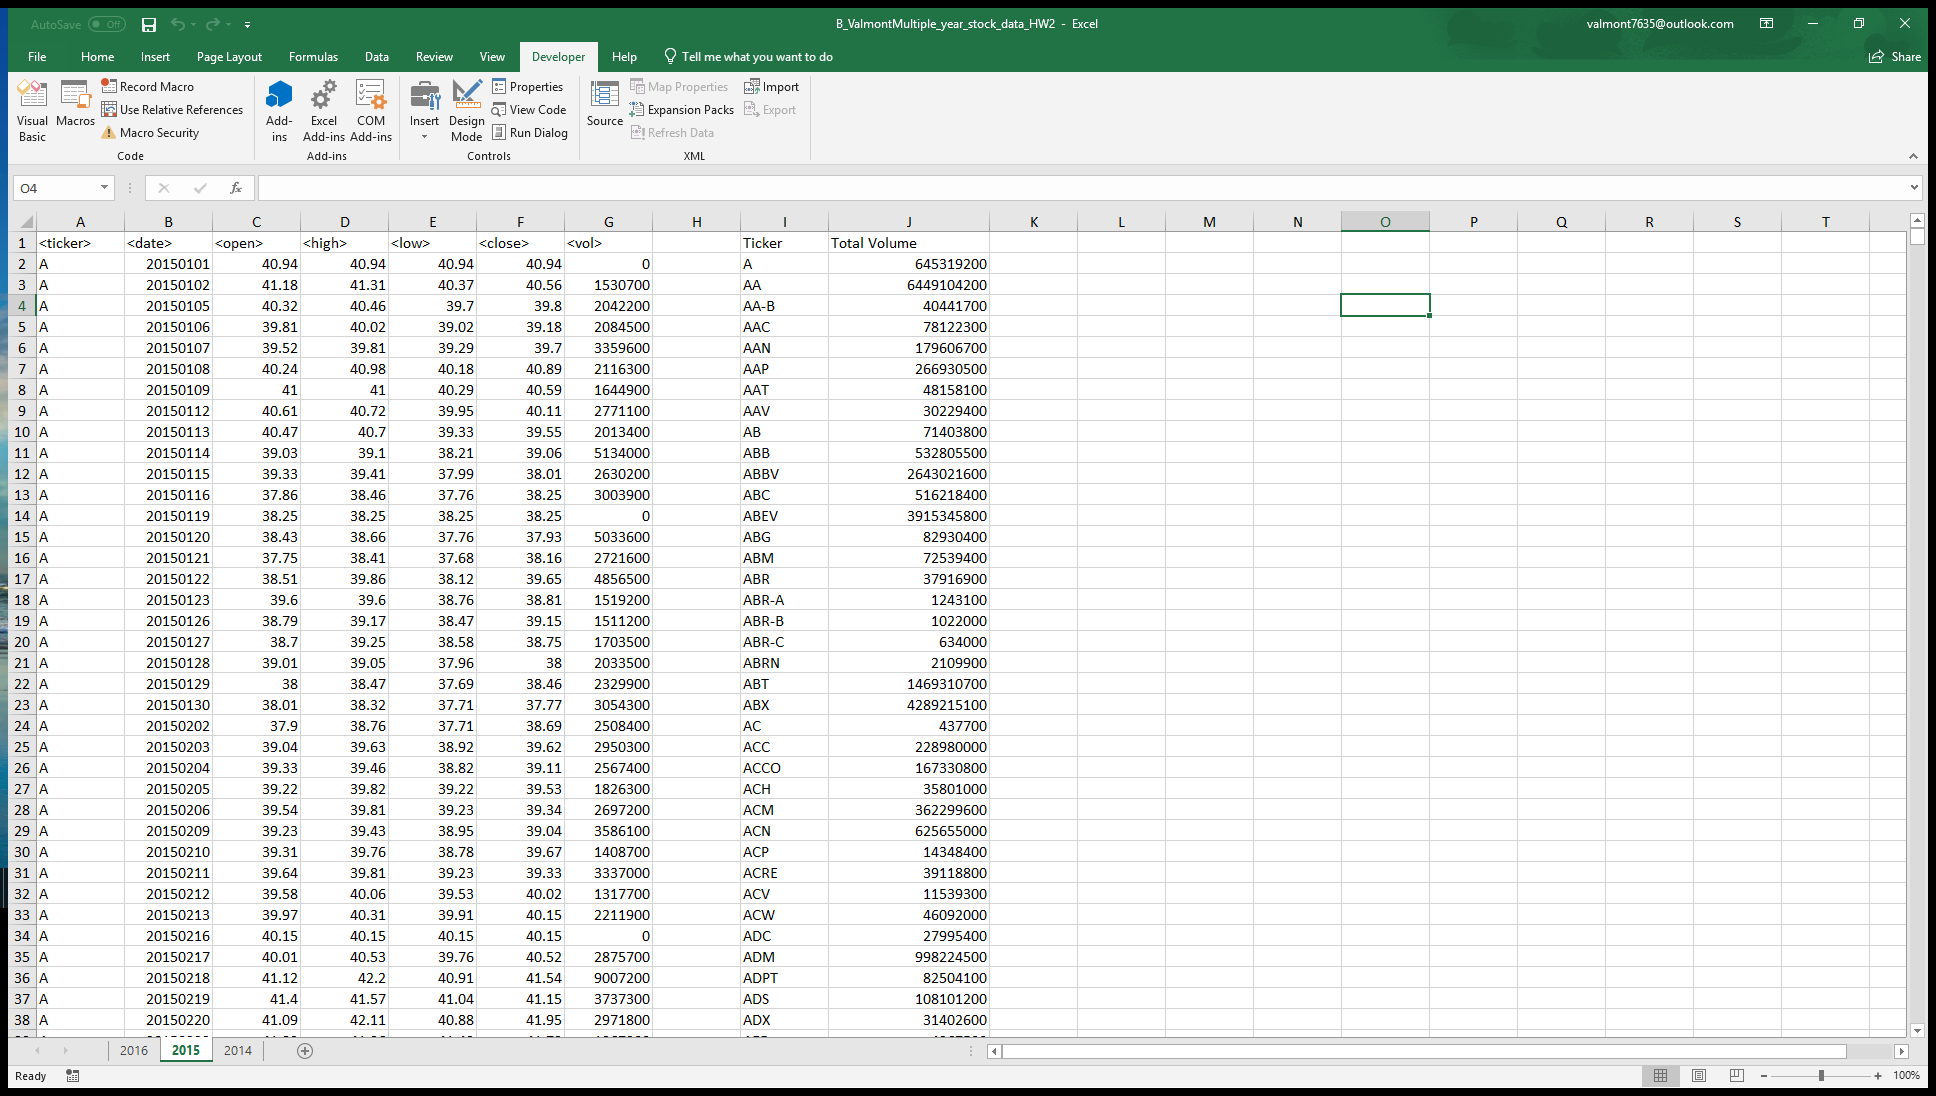 AutoSave Off B_ValmontMultiple_year_stock_data_HW2 - Excel valmont7635@outlook.com
File Home Insert Page Layout Formulas Data Review View Developer Help Tell me what you want to do Share
Visual Basic Macros Record Macro Use Relative References Macro Security Code
Add-ins Excel Add-ins COM Add-ins Add-ins
Insert Design Mode Properties View Code Run Dialog Controls
Source Map Properties Expansion Packs Refresh Data Import Export XML
O4 fx
A B C D E F G H I J K L M N O P Q R S T
1 <ticker> <date> <open> <high> <low> <close> <vol> Ticker Total Volume
2 A 20150101 40.94 40.94 40.94 40.94 0 A 645319200
3 A 20150102 41.18 41.31 40.37 40.56 1530700 AA 6449104200
4 A 20150105 40.32 40.46 39.7 39.8 2042200 AA-B 40441700
5 A 20150106 39.81 40.02 39.02 39.18 2084500 AAC 78122300
6 A 20150107 39.52 39.81 39.29 39.7 3359600 AAN 179606700
7 A 20150108 40.24 40.98 40.18 40.89 2116300 AAP 266930500
8 A 20150109 41 41 40.29 40.59 1644900 AAT 48158100
9 A 20150112 40.61 40.72 39.95 40.11 2771100 AAV 30229400
10 A 20150113 40.47 40.7 39.33 39.55 2013400 AB 71403800
11 A 20150114 39.03 39.1 38.21 39.06 5134000 ABB 532805500
12 A 20150115 39.33 39.41 37.99 38.01 2630200 ABBV 2643021600
13 A 20150116 37.86 38.46 37.76 38.25 3003900 ABC 516218400
14 A 20150119 38.25 38.25 38.25 38.25 0 ABEV 3915345800
15 A 20150120 38.43 38.66 37.76 37.93 5033600 ABG 82930400
16 A 20150121 37.75 38.41 37.68 38.16 2721600 ABM 72539400
17 A 20150122 38.51 39.86 38.12 39.65 4856500 ABR 37916900
18 A 20150123 39.6 39.6 38.76 38.81 1519200 ABR-A 1243100
19 A 20150126 38.79 39.17 38.47 39.15 1511200 ABR-B 1022000
20 A 20150127 38.7 39.25 38.58 38.75 1703500 ABR-C 634000
21 A 20150128 39.01 39.05 37.96 38 2033500 ABRN 2109900
22 A 20150129 38 38.47 37.69 38.46 2329900 ABT 1469310700
23 A 20150130 38.01 38.32 37.71 37.77 3054300 ABX 4289215100
24 A 20150202 37.9 38.76 37.71 38.69 2508400 AC 437700
25 A 20150203 39.04 39.63 38.92 39.62 2950300 ACC 228980000
26 A 20150204 39.33 39.46 38.82 39.11 2567400 ACCO 167330800
27 A 20150205 39.22 39.82 39.22 39.53 1826300 ACH 35801000
28 A 20150206 39.54 39.81 39.23 39.34 2697200 ACM 362299600
29 A 20150209 39.23 39.43 38.95 39.04 3586100 ACN 625655000
30 A 20150210 39.31 39.76 38.78 39.67 1408700 ACP 14348400
31 A 20150211 39.64 39.81 39.23 39.33 3337000 ACRE 39118800
32 A 20150212 39.58 40.06 39.53 40.02 1317700 ACV 11539300
33 A 20150213 39.97 40.31 39.91 40.15 2211900 ACW 46092000
34 A 20150216 40.15 40.15 40.15 40.15 0 ADC 27995400
35 A 20150217 40.01 40.53 39.76 40.52 2875700 ADM 998224500
36 A 20150218 41.12 42.2 40.91 41.54 9007200 ADPT 82504100
37 A 20150219 41.4 41.57 41.04 41.15 3737300 ADS 108101200
38 A 20150220 41.09 42.11 40.88 41.95 2971800 ADX 31402600
2016 2015 2014
Ready 100%